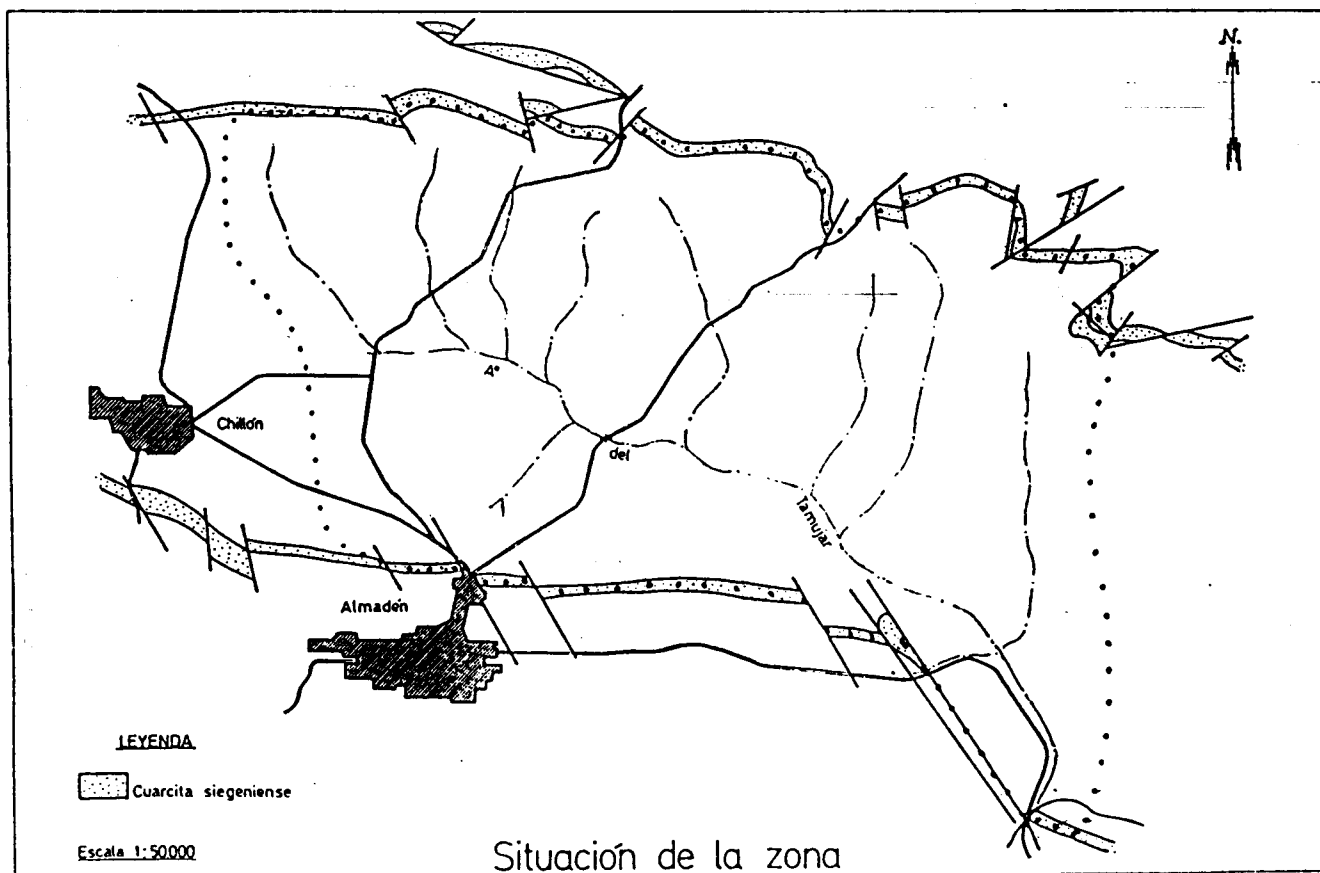 N.
Aº
Chillón
del
Tamujar
Almadén
LEYENDA
Cuarcita siegeniense
Escala 1:50000
Situación de la zona